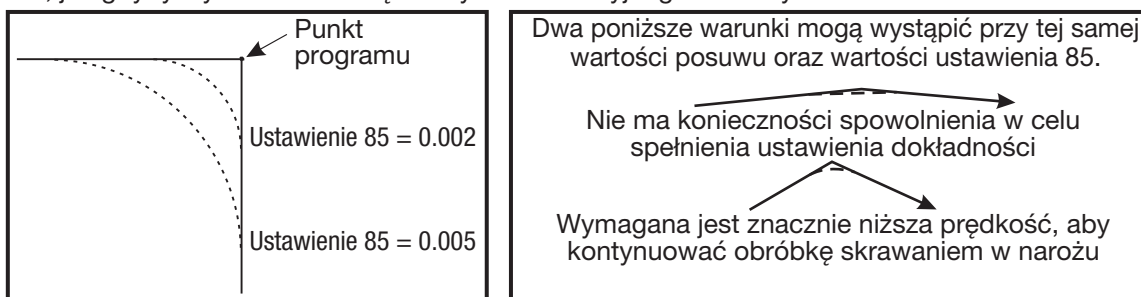 Punkt
programu
Ustawienie 85 = 0.002
Ustawienie 85 = 0.005
Dwa poniższe warunki mogą wystąpić przy tej samej
wartości posuwu oraz wartości ustawienia 85.
Nie ma konieczności spowolnienia w celu
spełnienia ustawienia dokładności
Wymagana jest znacznie niższa prędkość, aby
kontynuować obróbkę skrawaniem w narożu